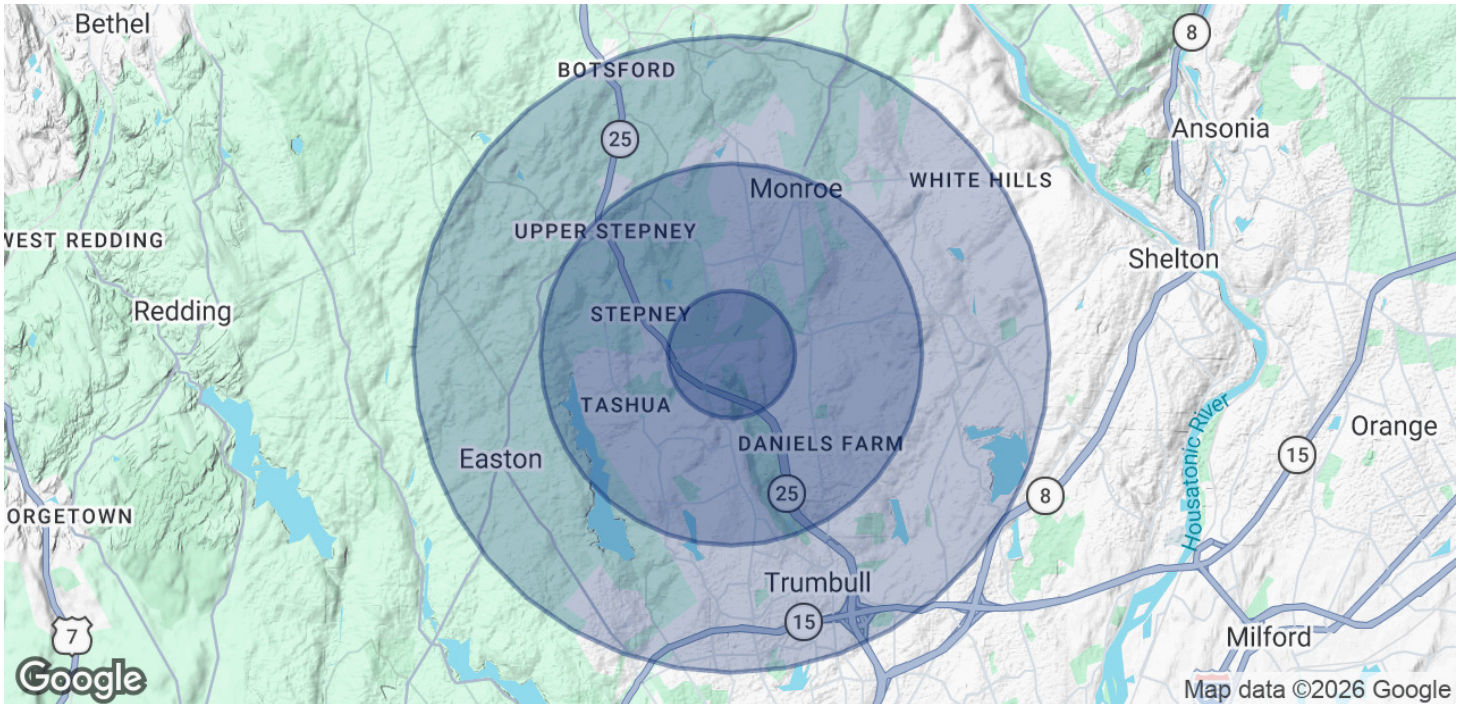 Bethel
8
BOTSFORD
Ansonia
25
WHITE HILLS
Monroe
UPPER STEPNEY
WEST REDDING
Shelton
Redding
STEPNEY
TASHUA
Housatonic River
Orange
DANIELS FARM
15
Easton
25
8
ORGETOWN
Trumbull
15
7
Milford
Google
Map data ©2026 Google